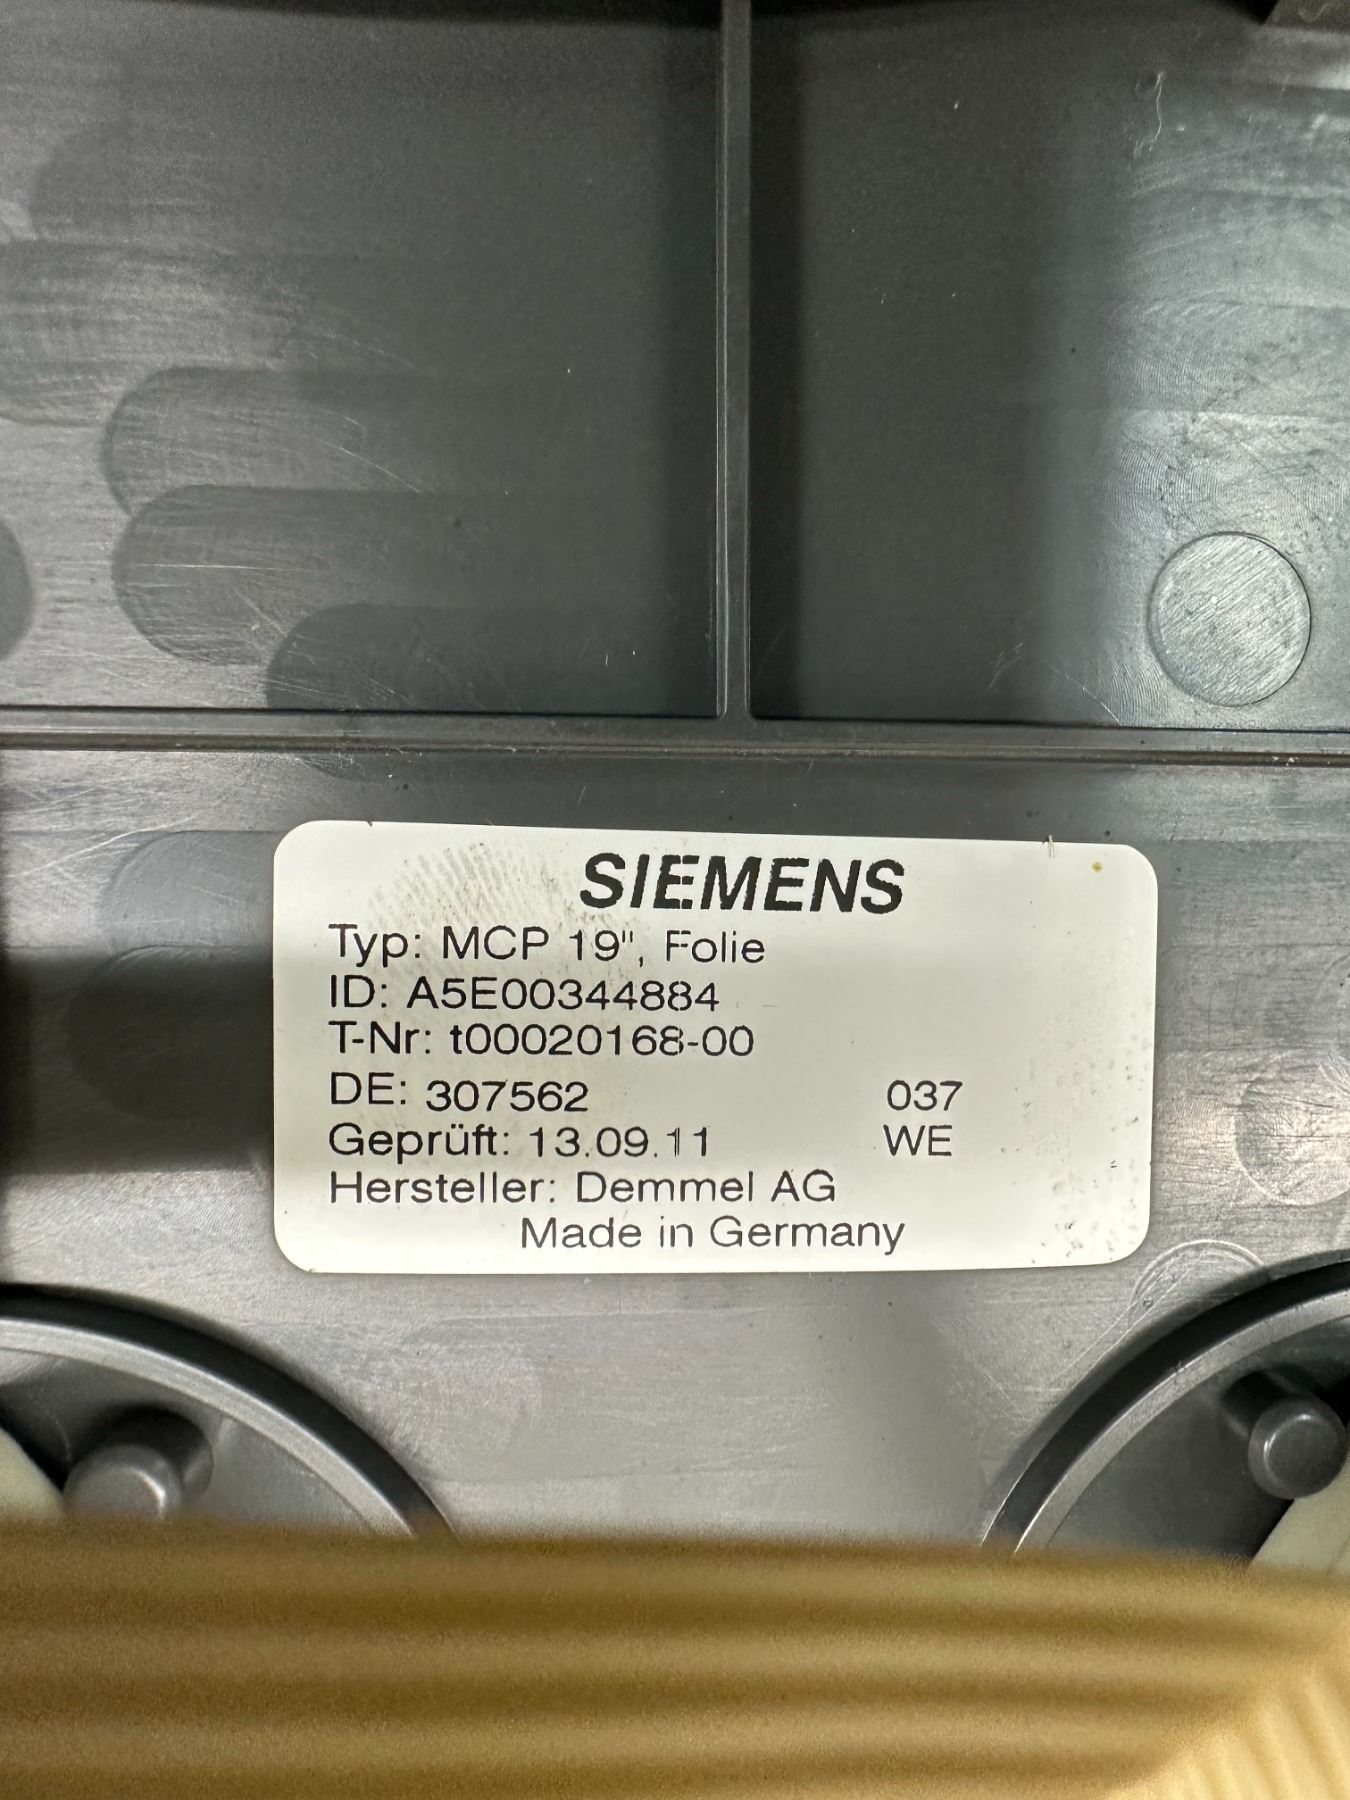 SIEMENS
Typ: MCP 19", Folie
ID: A5E00344884
T-Nr: t00020168-00
DE: 307562 037
Geprüft: 13.09.11 WE
Hersteller: Demmel AG
Made in Germany